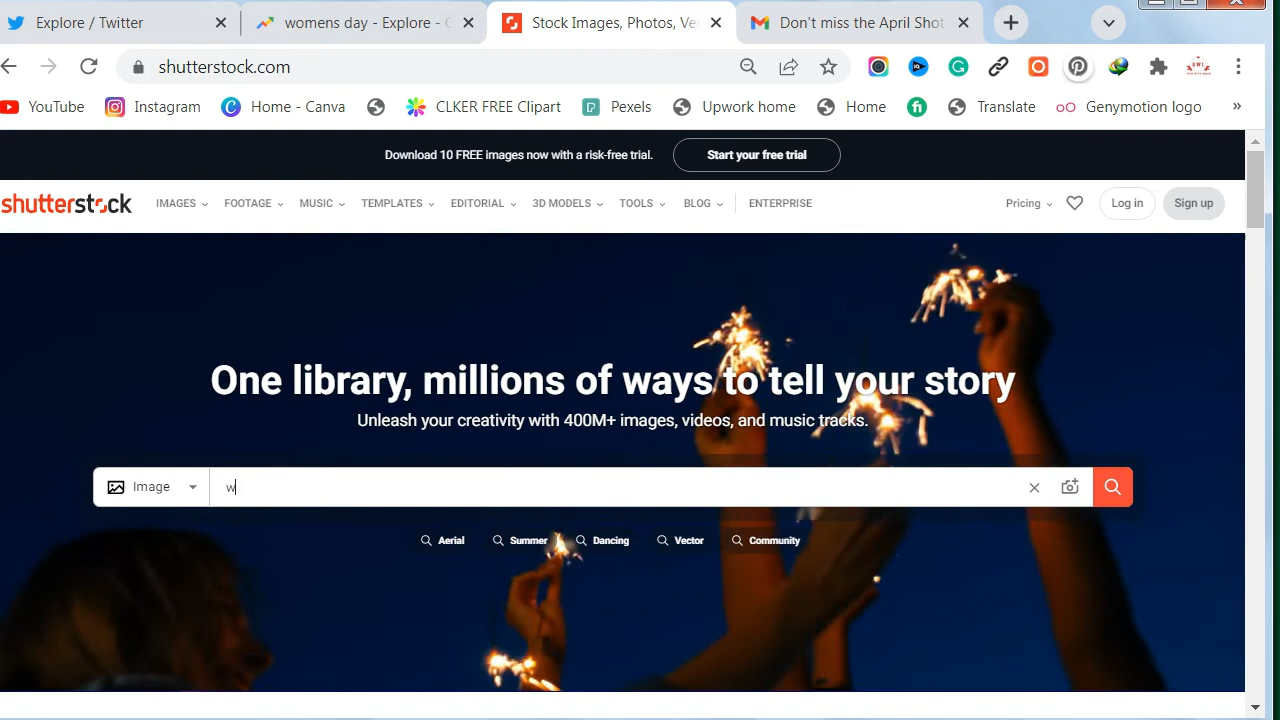 Explore / Twitter
womens day - Explore -
Stock Images, Photos, Ve
Don't miss the April Sho
shutterstock.com
YouTube
Instagram
Home - Canva
CLKER FREE Clipart
Pexels
Upwork home
Home
Translate
Genymotion logo
»
Download 10 FREE images now with a risk-free trial.
Start your free trial
shutterstock
IMAGES
FOOTAGE
MUSIC
TEMPLATES
EDITORIAL
3D MODELS
TOOLS
BLOG
ENTERPRISE
Pricing
Log in
Sign up
One library, millions of ways to tell your story
Unleash your creativity with 400M+ images, videos, and music tracks.
Image
w
Aerial
Summer
Dancing
Vector
Community